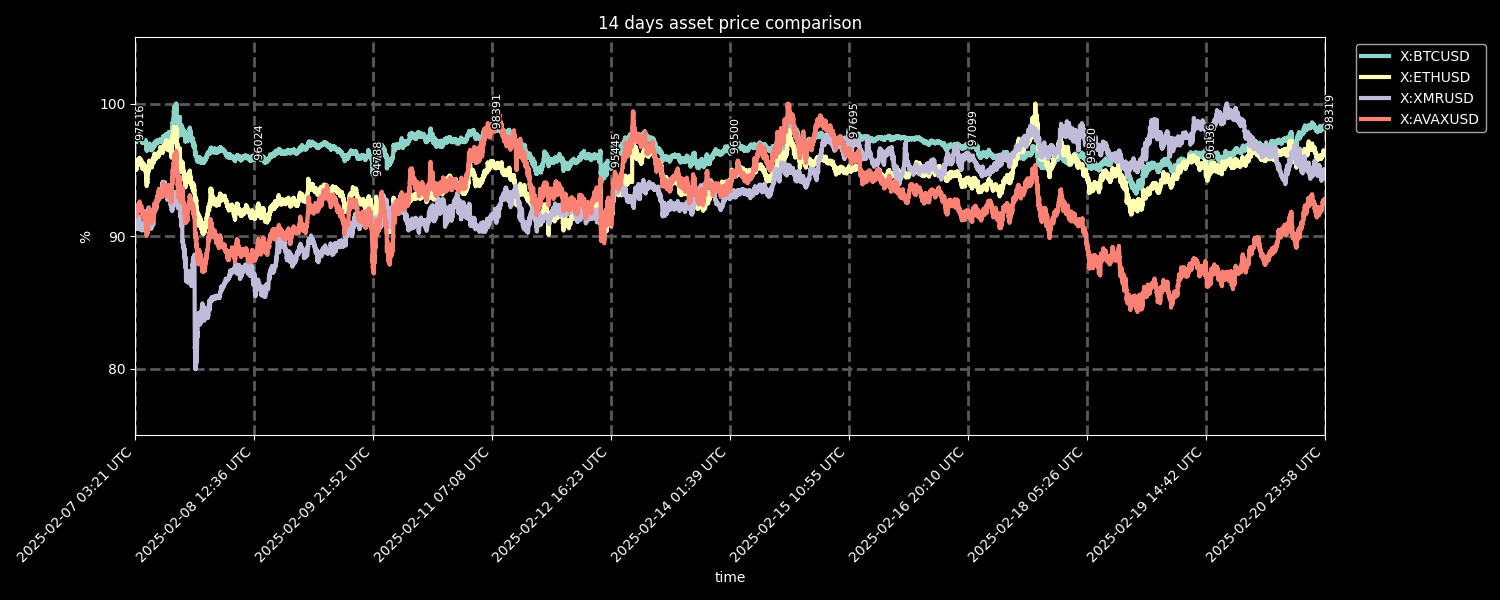 14 days asset price comparison
X:BTCUSD
X:ETHUSD
X:XMRUSD
X:AVAXUSD
100
90
80
%
97516
96024
94788
98391
95445
96500
97695
97099
95820
96136
98319
2025-02-07 03:21 UTC
2025-02-08 12:36 UTC
2025-02-09 21:52 UTC
2025-02-11 07:08 UTC
2025-02-12 16:23 UTC
2025-02-14 01:39 UTC
2025-02-15 10:55 UTC
2025-02-16 20:10 UTC
2025-02-18 05:26 UTC
2025-02-19 14:42 UTC
2025-02-20 23:58 UTC
time